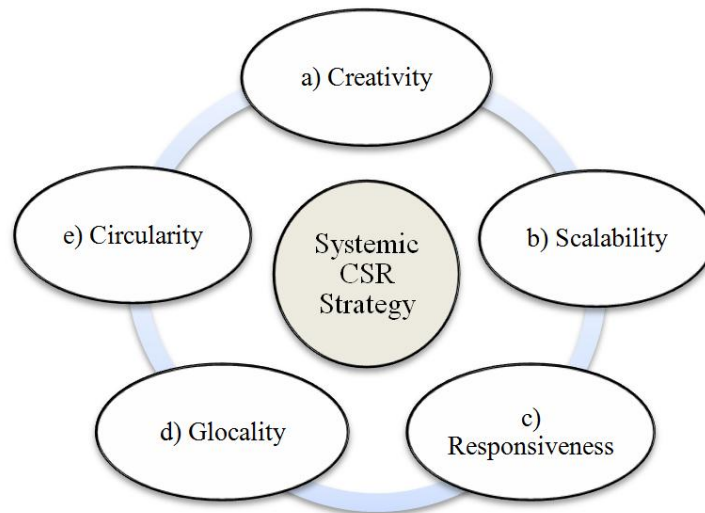 a) Creativity
e) Circularity
Systemic
CSR
Strategy
b) Scalability
d) Glocality
c)
Responsiveness